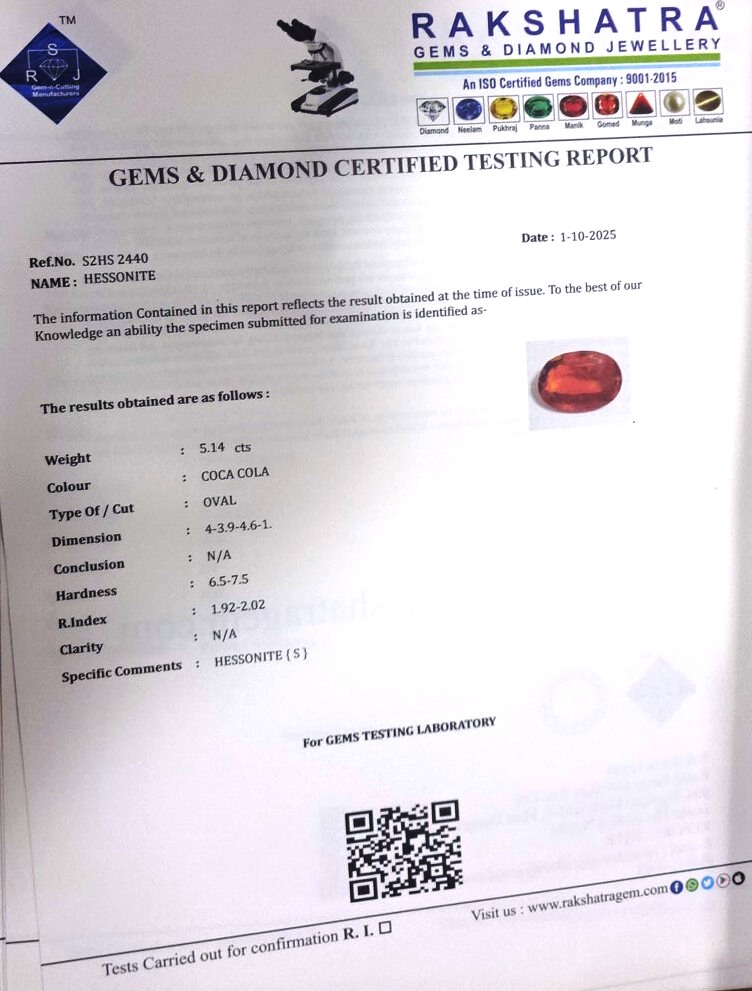 TM
S
R J
Gem-n-Cutting
Manufacturers
RAKSHATRA®
GEMS & DIAMOND JEWELLERY
An ISO Certified Gems Company : 9001-2015
Diamond Neelam Pukhraj Panna Manik Gomed Munga Moti Lahsunia
GEMS & DIAMOND CERTIFIED TESTING REPORT
Date : 1-10-2025
Ref.No. S2HS 2440
NAME : HESSONITE
The information Contained in this report reflects the result obtained at the time of issue. To the best of our
Knowledge an ability the specimen submitted for examination is identified as-
The results obtained are as follows :
Weight : 5.14 cts
Colour : COCA COLA
Type Of / Cut : OVAL
Dimension : 4-3.9-4.6-1.
Conclusion : N/A
Hardness : 6.5-7.5
R.Index : 1.92-2.02
Clarity : N/A
Specific Comments : HESSONITE { S }
For GEMS TESTING LABORATORY
Visit us : www.rakshatragem.com
Tests Carried out for confirmation R. I. ☐